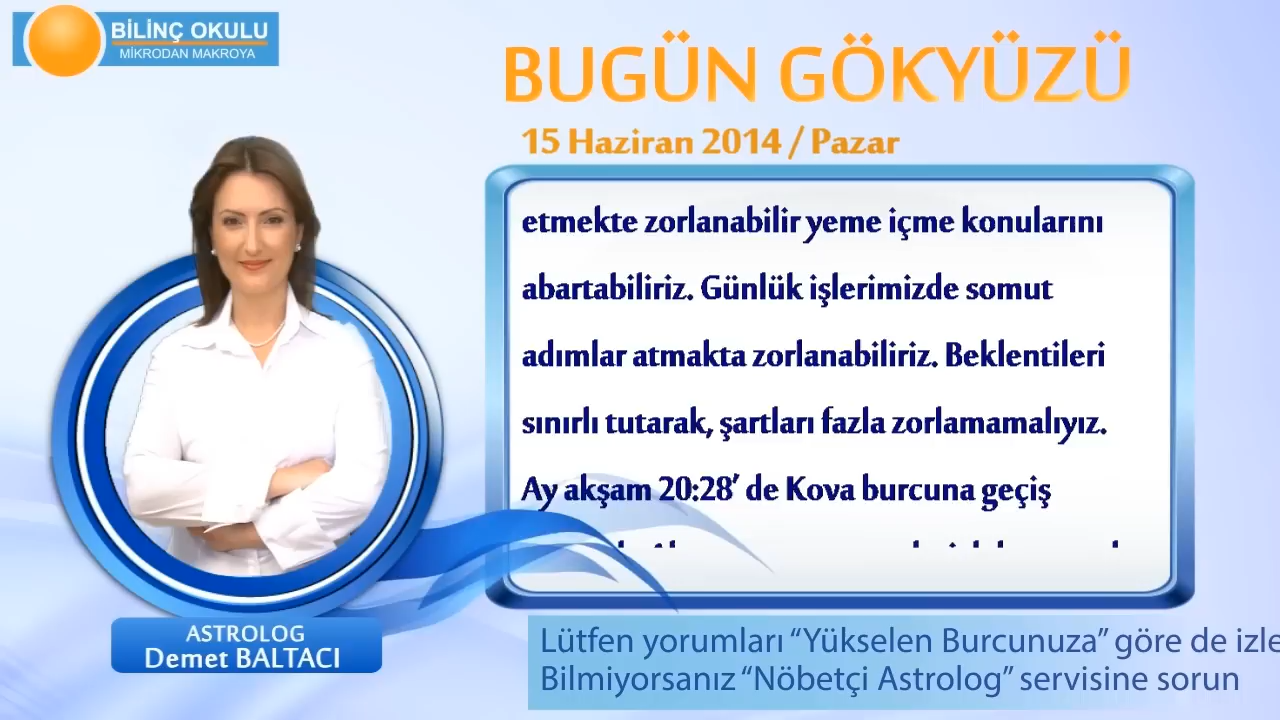 BİLİNÇ OKULU
MİKRODAN MAKROYA
BUGÜN GÖKYÜZÜ
15 Haziran 2014 / Pazar
etmekte zorlanabilir yeme içme konularını
abartabiliriz. Günlük işlerimizde somut
adımlar atmakta zorlanabiliriz. Beklentileri
sınırlı tutarak, şartları fazla zorlamamalıyız.
Ay akşam 20:28' de Kova burcuna geçiş
ASTROLOG
Demet BALTACI
Lütfen yorumları “Yükselen Burcunuza” göre de izle
Bilmiyorsanız “Nöbetçi Astrolog” servisine sorun